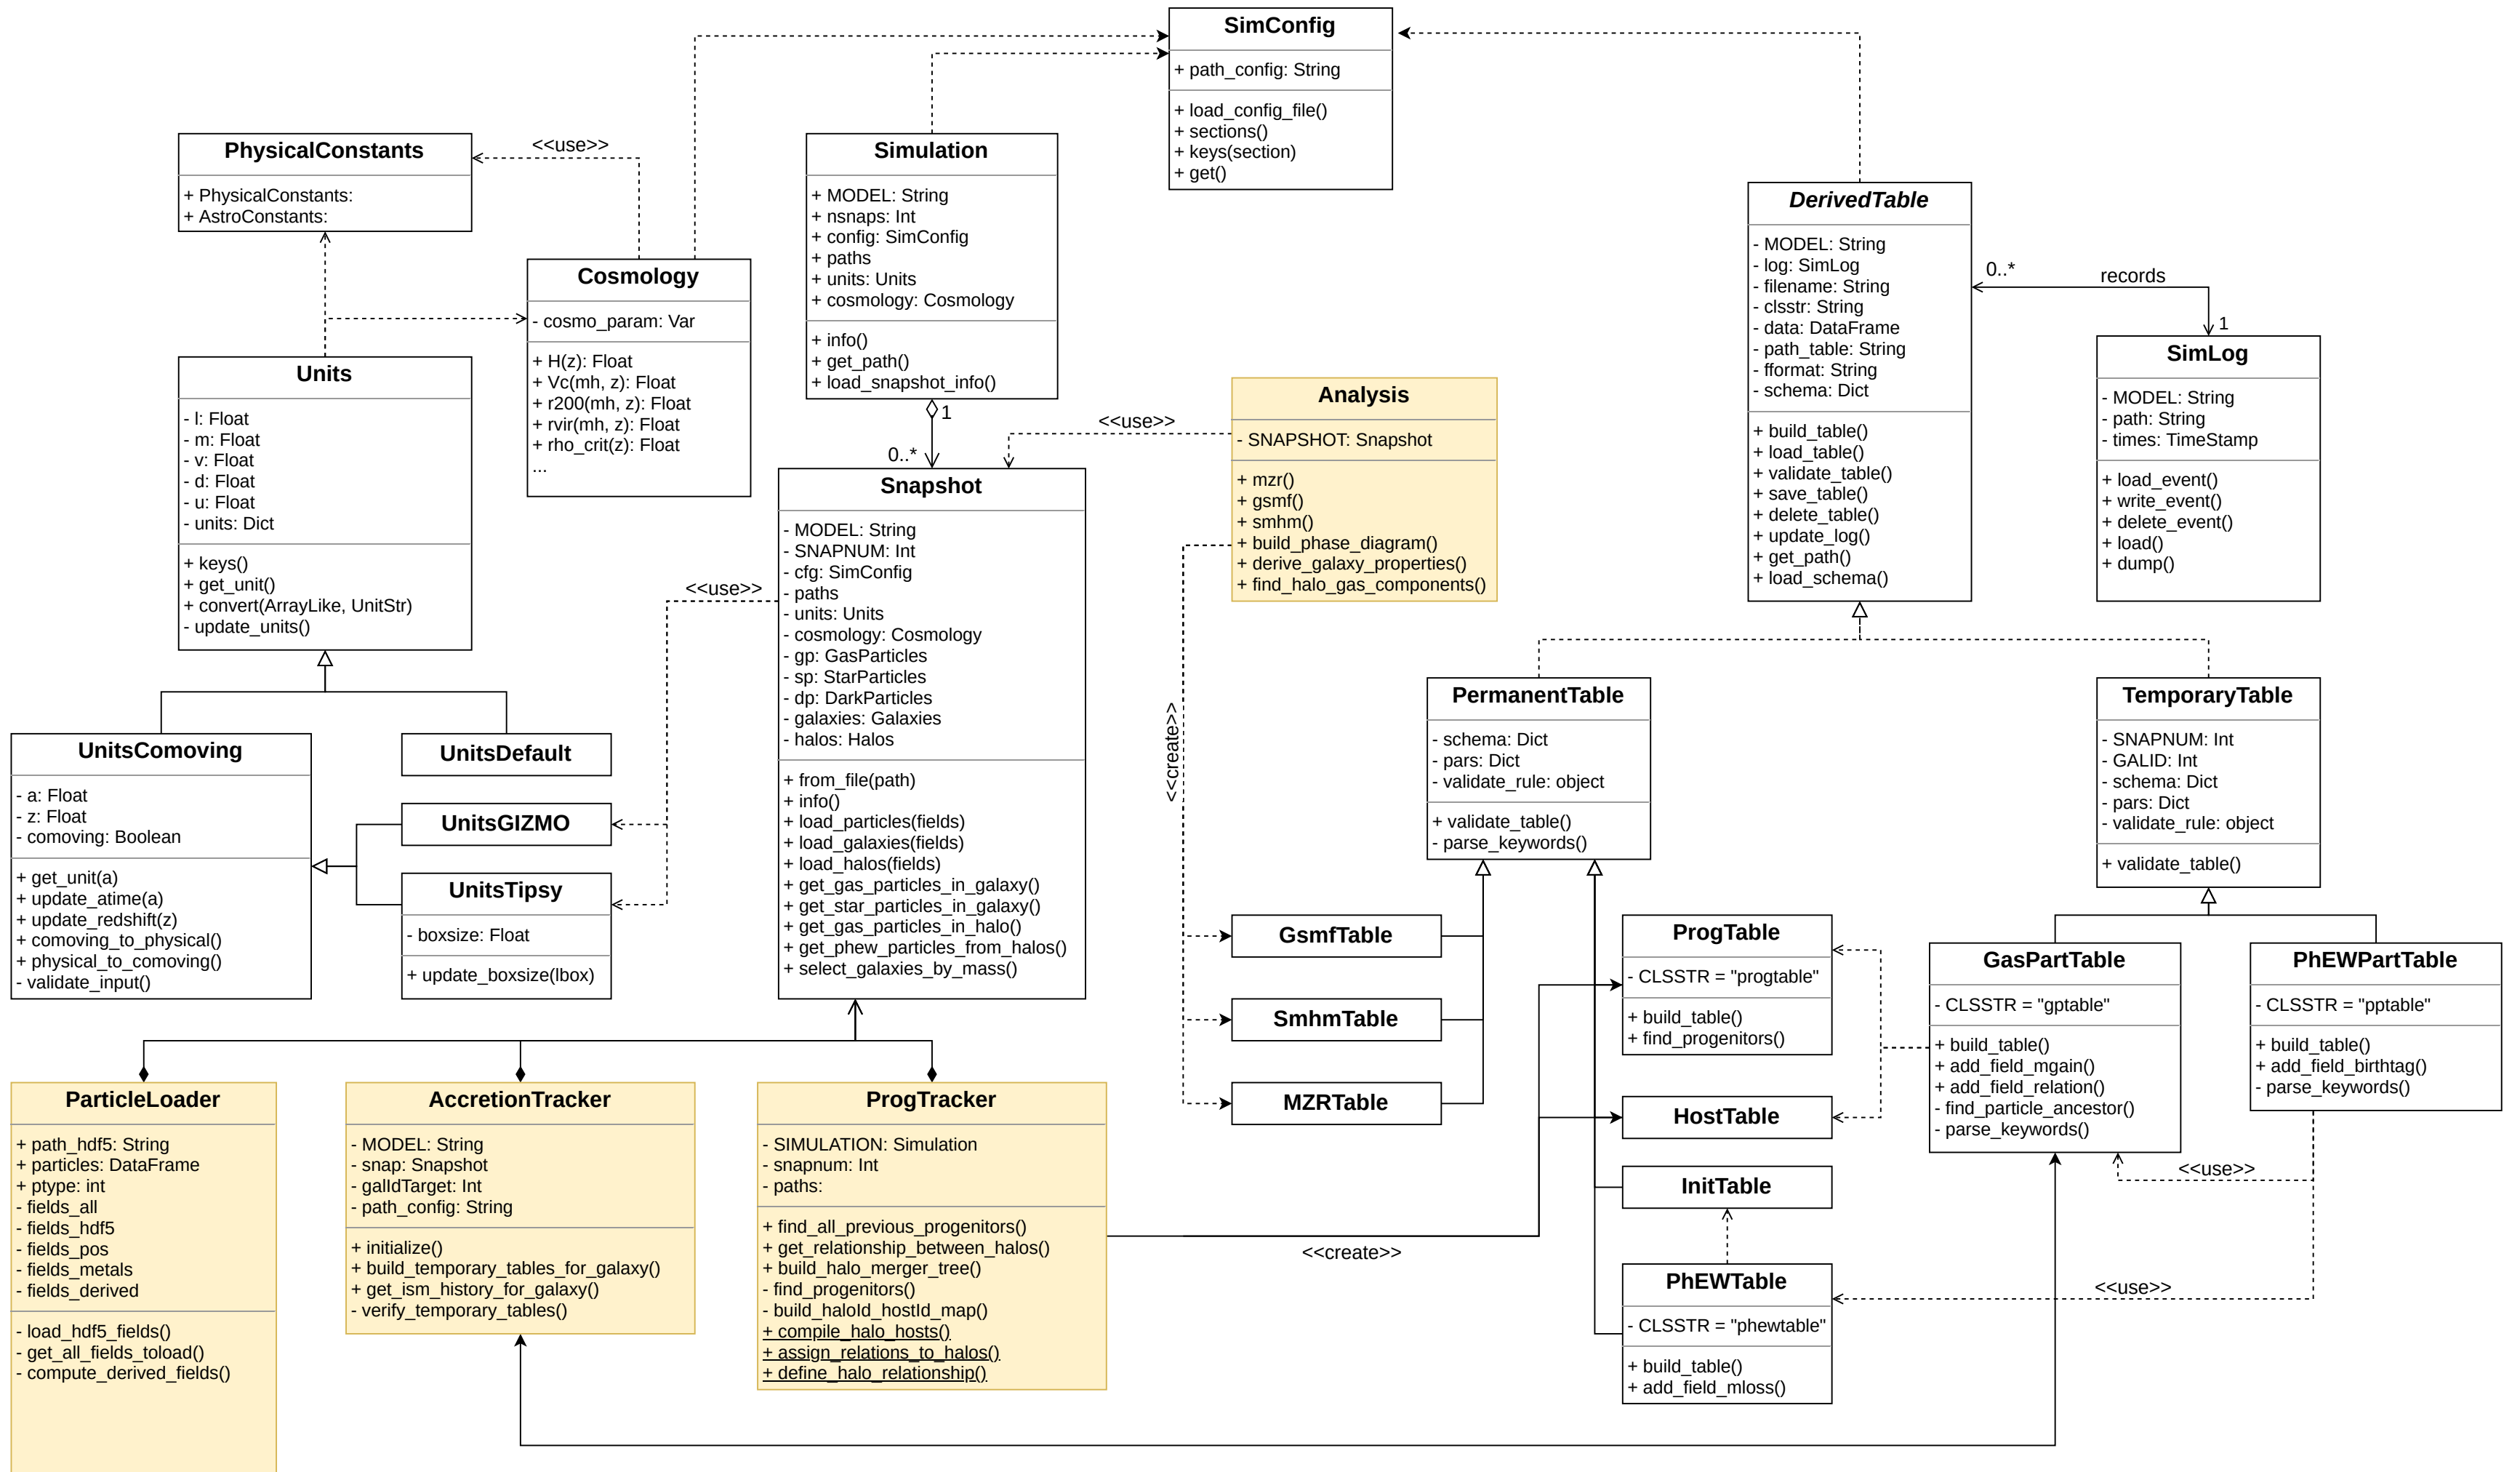 SimConfig
+ path_config: String
+ load_config_file()
+ sections()
+ keys(section)
+ get()
PhysicalConstants
+ PhysicalConstants:
+ AstroConstants:
<<use>>
Simulation
+ MODEL: String
+ nsnaps: Int
+ config: SimConfig
+ paths
+ units: Units
+ cosmology: Cosmology
+ info()
+ get_path()
+ load_snapshot_info()
1
0..*
Cosmology
- cosmo_param: Var
+ H(z): Float
+ Vc(mh, z): Float
+ r200(mh, z): Float
+ rvir(mh, z): Float
+ rho_crit(z): Float
...
DerivedTable
- MODEL: String
- log: SimLog
- filename: String
- clsstr: String
- data: DataFrame
- path_table: String
- fformat: String
- schema: Dict
+ build_table()
+ load_table()
+ validate_table()
+ save_table()
+ delete_table()
+ update_log()
+ get_path()
+ load_schema()
0..*
records
1
SimLog
- MODEL: String
- path: String
- times: TimeStamp
+ load_event()
+ write_event()
+ delete_event()
+ load()
+ dump()
Units
- l: Float
- m: Float
- v: Float
- d: Float
- u: Float
- units: Dict
+ keys()
+ get_unit()
+ convert(ArrayLike, UnitStr)
- update_units()
Analysis
- SNAPSHOT: Snapshot
+ mzr()
+ gsmf()
+ smhm()
+ build_phase_diagram()
+ derive_galaxy_properties()
+ find_halo_gas_components()
<<use>>
<<create>>
Snapshot
- MODEL: String
- SNAPNUM: Int
- cfg: SimConfig
- paths
- units: Units
- cosmology: Cosmology
- gp: GasParticles
- sp: StarParticles
- dp: DarkParticles
- galaxies: Galaxies
- halos: Halos
+ from_file(path)
+ info()
+ load_particles(fields)
+ load_galaxies(fields)
+ load_halos(fields)
+ get_gas_particles_in_galaxy()
+ get_star_particles_in_galaxy()
+ get_gas_particles_in_halo()
+ get_phew_particles_from_halos()
+ select_galaxies_by_mass()
<<use>>
UnitsComoving
- a: Float
- z: Float
- comoving: Boolean
+ get_unit(a)
+ update_atime(a)
+ update_redshift(z)
+ comoving_to_physical()
+ physical_to_comoving()
- validate_input()
UnitsDefault
UnitsGIZMO
UnitsTipsy
- boxsize: Float
+ update_boxsize(lbox)
PermanentTable
- schema: Dict
- pars: Dict
- validate_rule: object
+ validate_table()
- parse_keywords()
TemporaryTable
- SNAPNUM: Int
- GALID: Int
- schema: Dict
- pars: Dict
- validate_rule: object
+ validate_table()
GsmfTable
SmhmTable
MZRTable
ProgTable
- CLSSTR = "progtable"
+ build_table()
+ find_progenitors()
HostTable
InitTable
PhEWTable
- CLSSTR = "phewtable"
+ build_table()
+ add_field_mloss()
GasPartTable
- CLSSTR = "gptable"
+ build_table()
+ add_field_mgain()
+ add_field_relation()
- find_particle_ancestor()
- parse_keywords()
PhEWPartTable
- CLSSTR = "pptable"
+ build_table()
+ add_field_birthtag()
- parse_keywords()
<<use>>
<<use>>
ParticleLoader
+ path_hdf5: String
+ particles: DataFrame
+ ptype: int
- fields_all
- fields_hdf5
- fields_pos
- fields_metals
- fields_derived
- load_hdf5_fields()
- get_all_fields_toload()
- compute_derived_fields()
AccretionTracker
- MODEL: String
- snap: Snapshot
- galIdTarget: Int
- path_config: String
+ initialize()
+ build_temporary_tables_for_galaxy()
+ get_ism_history_for_galaxy()
- verify_temporary_tables()
ProgTracker
- SIMULATION: Simulation
- snapnum: Int
- paths:
+ find_all_previous_progenitors()
+ get_relationship_between_halos()
+ build_halo_merger_tree()
- find_progenitors()
- build_haloId_hostId_map()
+ compile_halo_hosts()
+ assign_relations_to_halos()
+ define_halo_relationship()
<<create>>